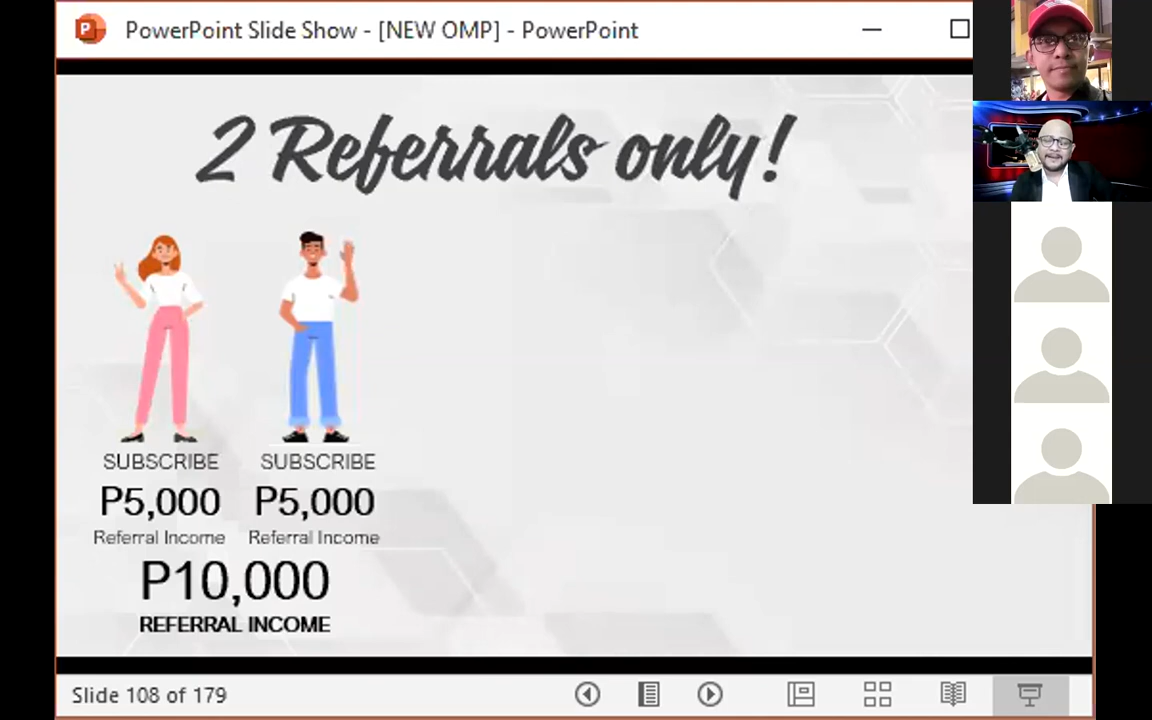 PowerPoint Slide Show - [NEW OMP] - PowerPoint
2 Referrals only!
SUBSCRIBE SUBSCRIBE
P5,000 P5,000
Referral Income Referral Income
P10,000
REFERRAL INCOME
Slide 108 of 179